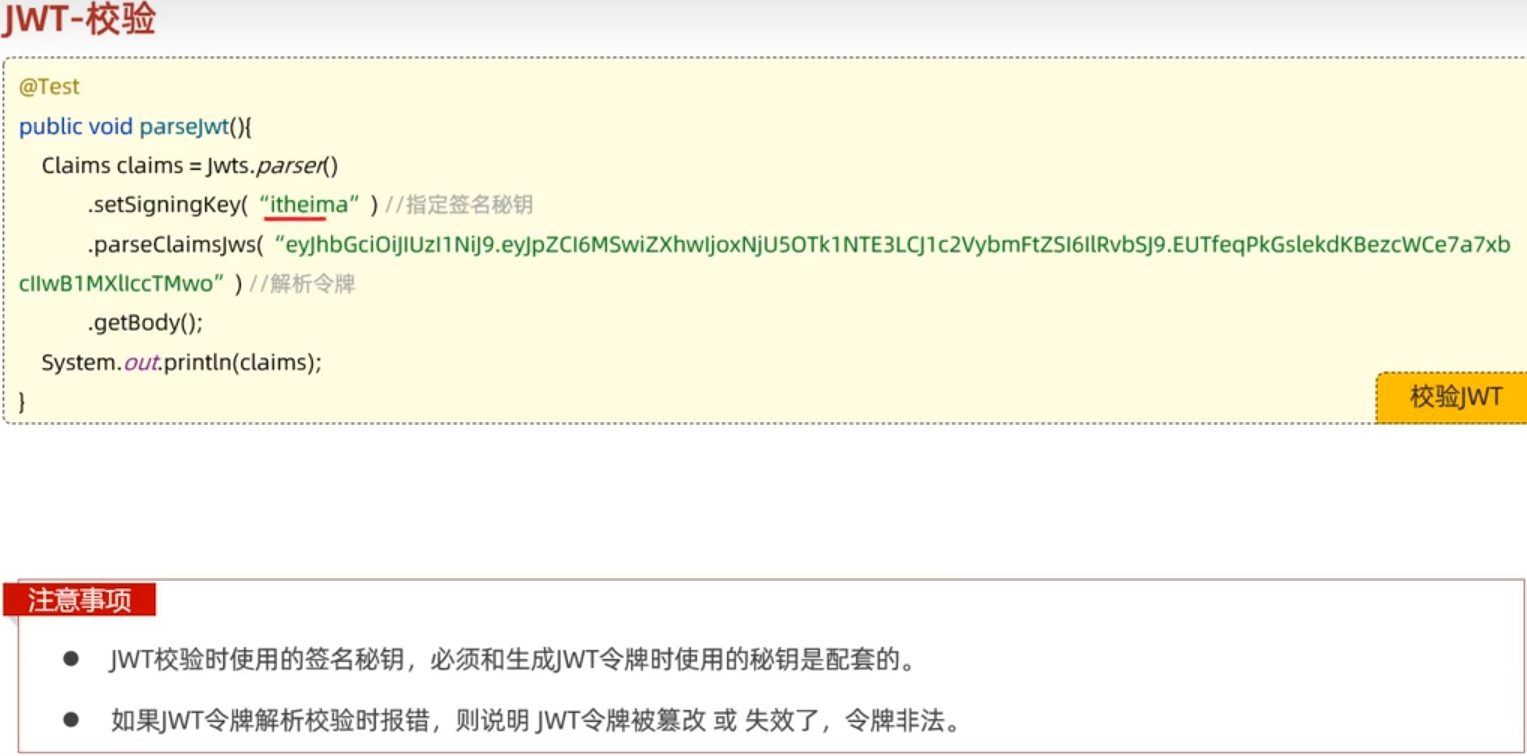 JWT-校验
@Test
public void parseJwt(){
Claims claims = Jwts.parser()
.setSigningKey( “itheima” ) //指定签名秘钥
.parseClaimsJws( “eyJhbGciOiJIUzI1NiJ9.eyJpZCI6MSwiZXhwIjoxNjU5OTk1NTE3LCJ1c2VybmFtZSI6IlRvbSJ9.EUTfeqPkGslekdKBezcWCe7a7xb
cIIwB1MXlIccTMwo” ) //解析令牌
.getBody();
System.out.println(claims);
}
校验JWT
注意事项
● JWT校验时使用的签名秘钥，必须和生成JWT令牌时使用的秘钥是配套的。
● 如果JWT令牌解析校验时报错，则说明 JWT令牌被篡改 或 失效了，令牌非法。